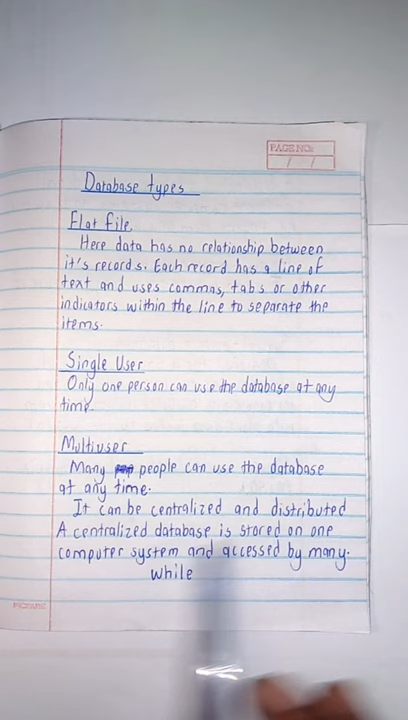 PAGE NO:
/ /
Database types
Flat file
Here data has no relationship between
it's records. Each record has a line of
text and uses commas, tabs or other
indicators within the line to separate the
items.
Single User
Only one person can use the database at any
time.
Multiuser
Many people can use the database
at any time.
It can be centralized and distributed
A centralized database is stored on one
computer system and accessed by many.
While